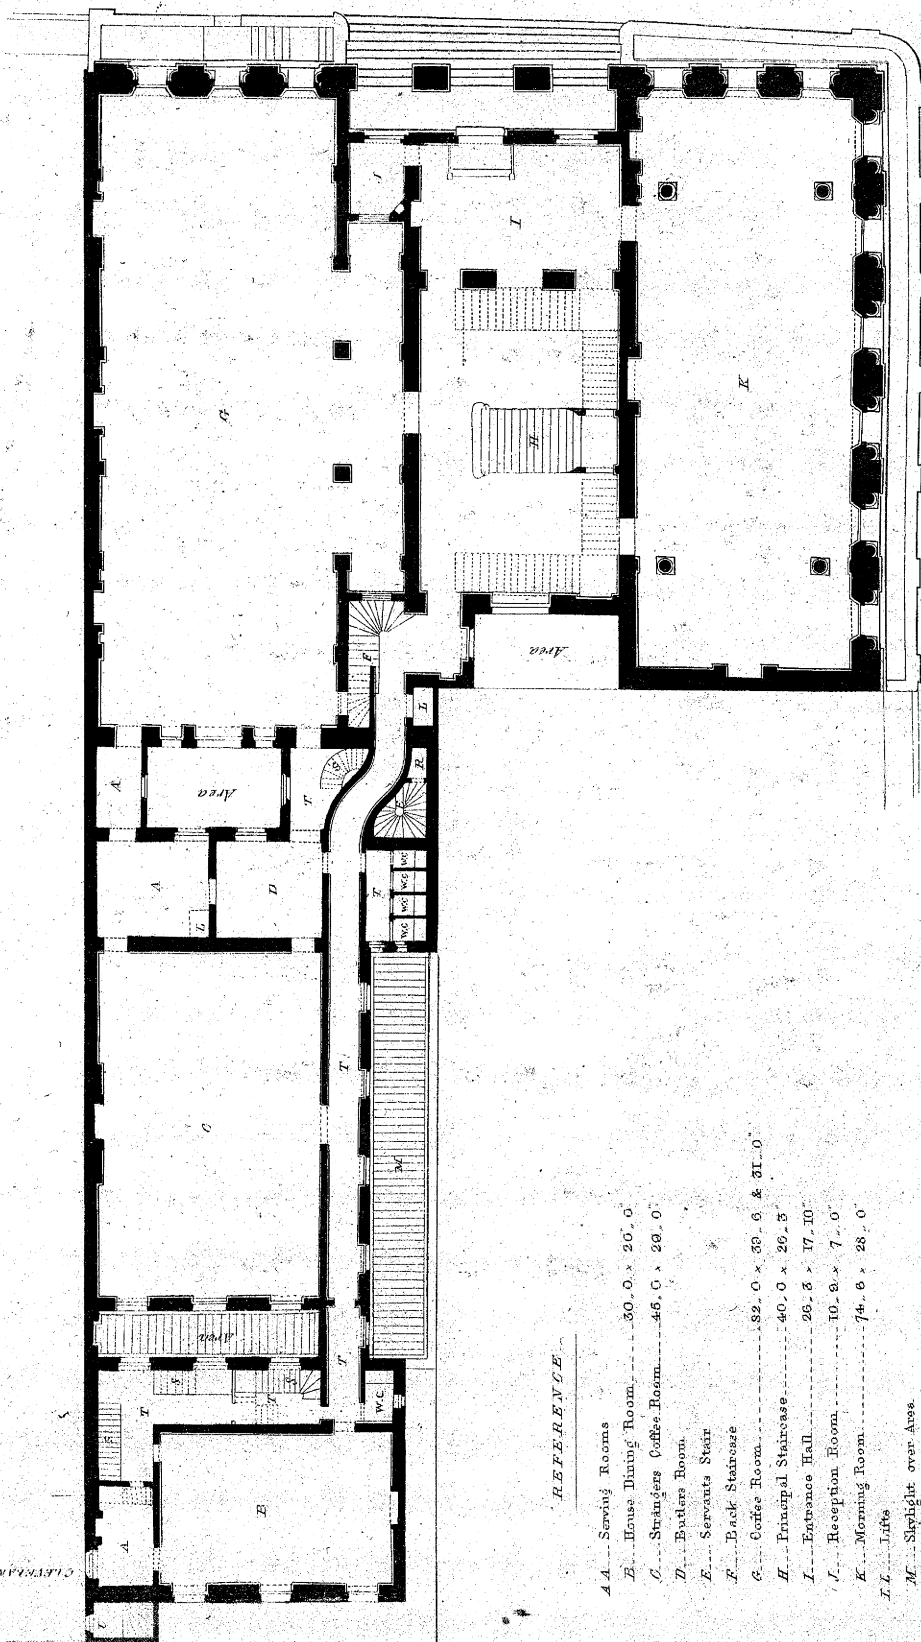 REFERENCE
A A Serving Rooms
B House Dining Room 30 . 0 × 20 . 0"
C Strangers Coffee Room 45 . 0 × 29 . 0"
D Butlers Room
E Servants Stair
F Back Staircase
G Coffee Room 92 . 0 × 39 . 6 & 31 . 0"
H Principal Staircase 40 . 0 × 26 . 3"
I Entrance Hall 26 . 3 × 17 . 10"
J Reception Room 10 . 9 × 7 . 0"
K Morning Room 74 . 6 × 28 . 0"
Lifts
M Skylight over Area
J
I
G
K
H
Area
F
L
R
E
A
Area
T
S
A
L
D
T
W.C
W.C
W.C
W.C
C
T
M
Area
T
S
S
T
T
W.C
S
A
B